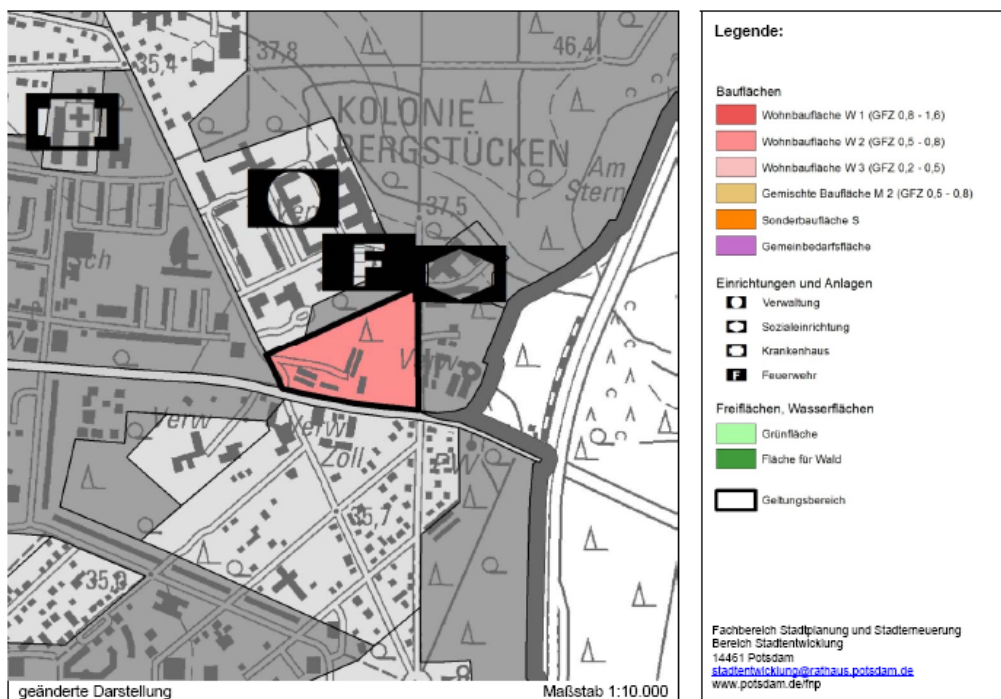 35,4
37,8
46,4
KOLONIE
BERGSTÜCKEN
Am
Stern
37,5
Verw
Sch
F
Verw
Verw
Verw
Zoll
PW
35,7
35,9
8
geänderte Darstellung
Maßstab 1:10.000
Legende:
Bauflächen
Wohnbaufläche W 1 (GFZ 0,8 - 1,6)
Wohnbaufläche W 2 (GFZ 0,5 - 0,8)
Wohnbaufläche W 3 (GFZ 0,2 - 0,5)
Gemischte Baufläche M 2 (GFZ 0,5 - 0,8)
Sonderbaufläche S
Gemeinbedarfsfläche
Einrichtungen und Anlagen
Verwaltung
Sozialeinrichtung
Krankenhaus
F Feuerwehr
Freiflächen, Wasserflächen
Grünfläche
Fläche für Wald
Geltungsbereich
Fachbereich Stadtplanung und Stadterneuerung
Bereich Stadtentwicklung
14461 Potsdam
stadtentwicklung@rathaus.potsdam.de
www.potsdam.de/fnp